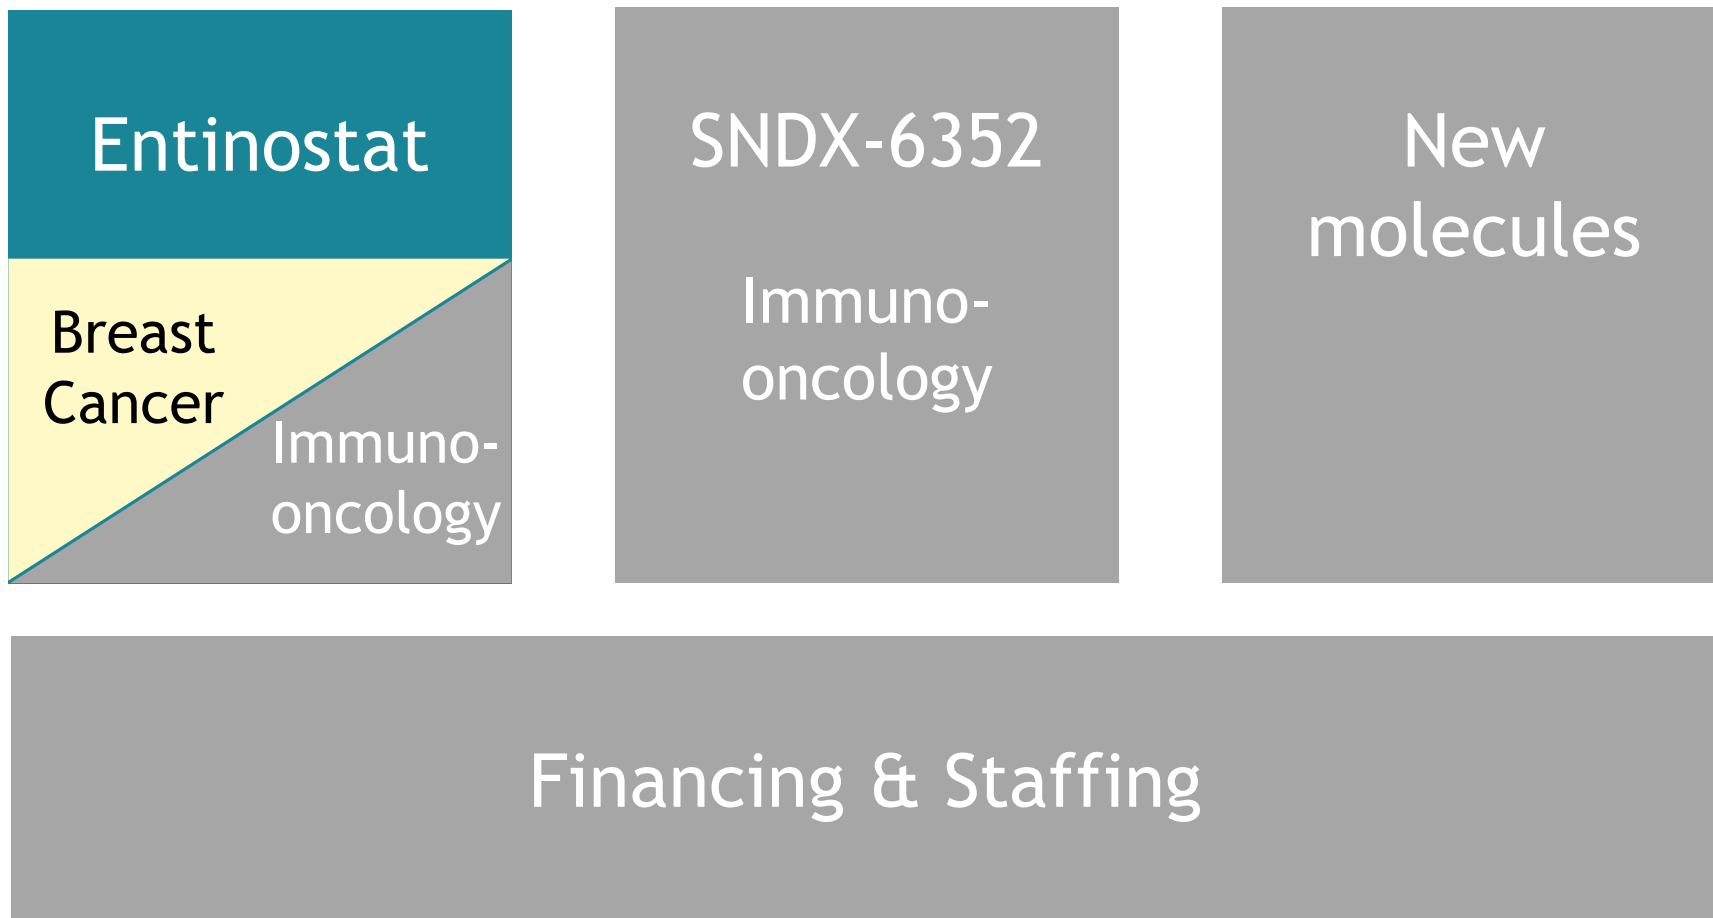 Entinostat
Breast
Cancer
Immuno-
oncology
SNDX-6352
Immuno-
oncology
New
molecules
Financing & Staffing